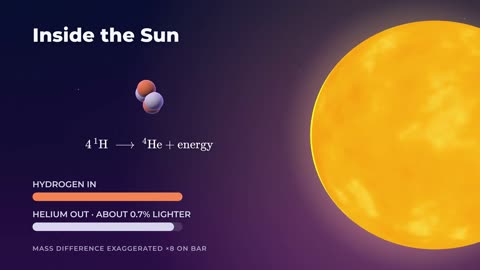 Inside the Sun
4 ¹H ⟶ ⁴He + energy
HYDROGEN IN
HELIUM OUT · ABOUT 0.7% LIGHTER
MASS DIFFERENCE EXAGGERATED ×8 ON BAR